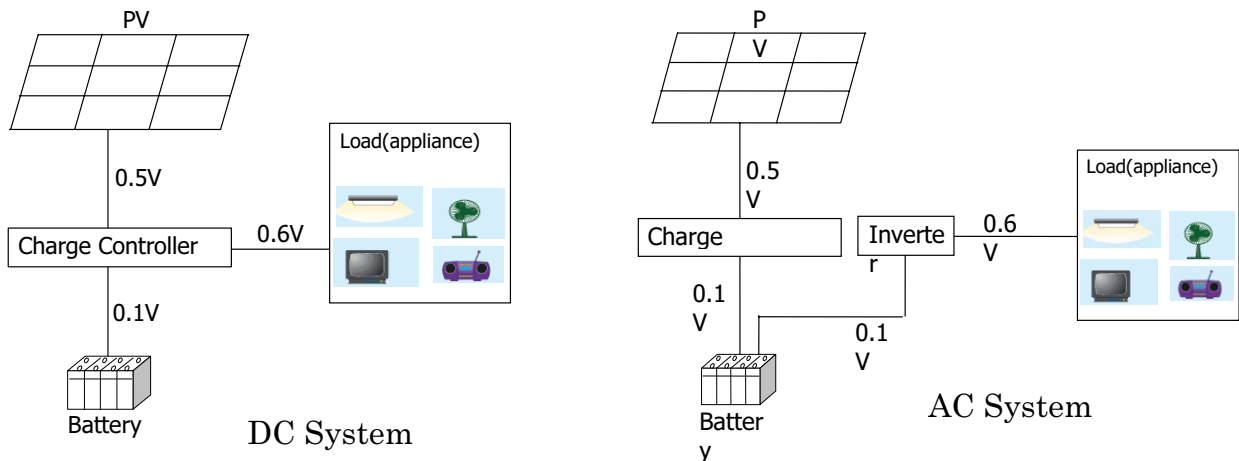 PV
Load(appliance)
0.5V
Charge Controller
0.6V
0.1V
Battery
DC System
P
V
Load(appliance)
0.5
V
Charge
Inverte
r
0.6
V
0.1
V
0.1
V
Batter
y
AC System